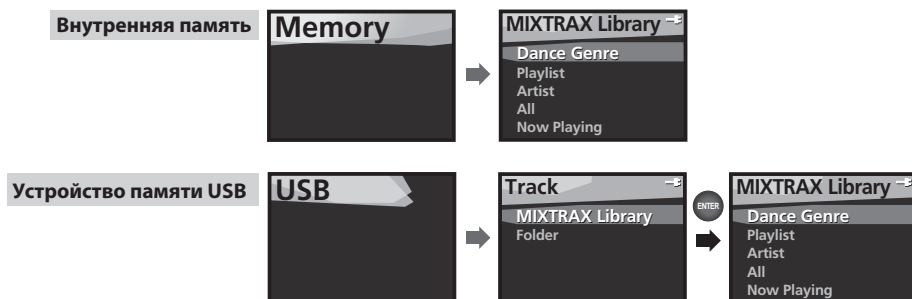 Внутренняя память
Memory
MIXTRAX Library
Dance Genre
Playlist
Artist
All
Now Playing
Устройство памяти USB
USB
Track
MIXTRAX Library
Folder
ENTER
MIXTRAX Library
Dance Genre
Playlist
Artist
All
Now Playing